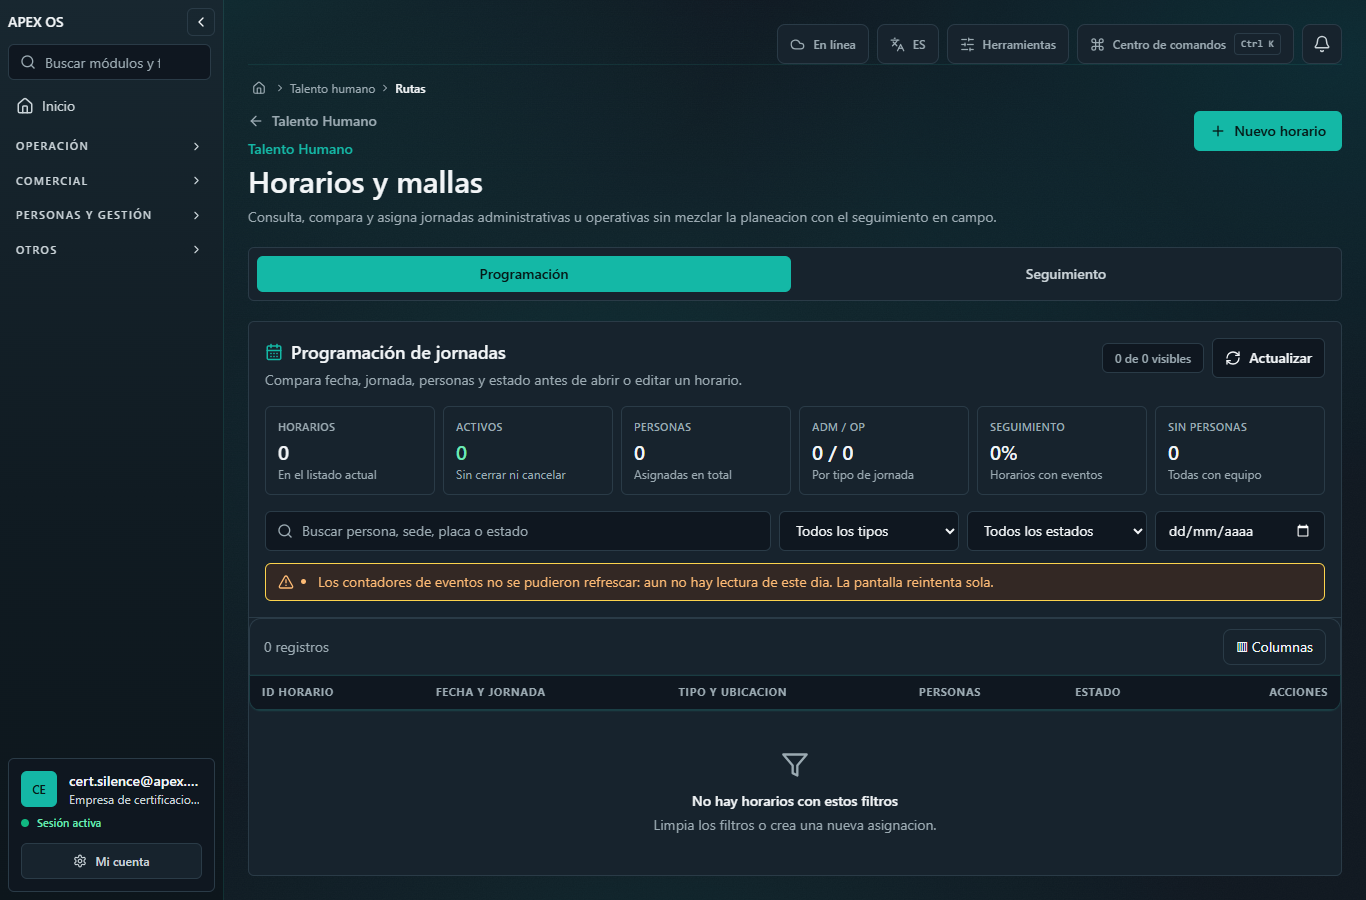 APEX OS
Buscar módulos y f
Inicio
OPERACIÓN
COMERCIAL
PERSONAS Y GESTIÓN
OTROS
CE
cert.silence@apex....
Empresa de certificacio...
Sesión activa
Mi cuenta
En línea
ES
Herramientas
Centro de comandos
Ctrl K
Talento humano
Rutas
Talento Humano
Nuevo horario
Talento Humano
Horarios y mallas
Consulta, compara y asigna jornadas administrativas u operativas sin mezclar la planeacion con el seguimiento en campo.
Programación
Seguimiento
Programación de jornadas
Compara fecha, jornada, personas y estado antes de abrir o editar un horario.
0 de 0 visibles
Actualizar
HORARIOS
0
En el listado actual
ACTIVOS
0
Sin cerrar ni cancelar
PERSONAS
0
Asignadas en total
ADM / OP
0 / 0
Por tipo de jornada
SEGUIMIENTO
0%
Horarios con eventos
SIN PERSONAS
0
Todas con equipo
Buscar persona, sede, placa o estado
Todos los tipos
Todos los estados
dd/mm/aaaa
• Los contadores de eventos no se pudieron refrescar: aun no hay lectura de este dia. La pantalla reintenta sola.
0 registros
Columnas
ID HORARIO
FECHA Y JORNADA
TIPO Y UBICACION
PERSONAS
ESTADO
ACCIONES
No hay horarios con estos filtros
Limpia los filtros o crea una nueva asignacion.